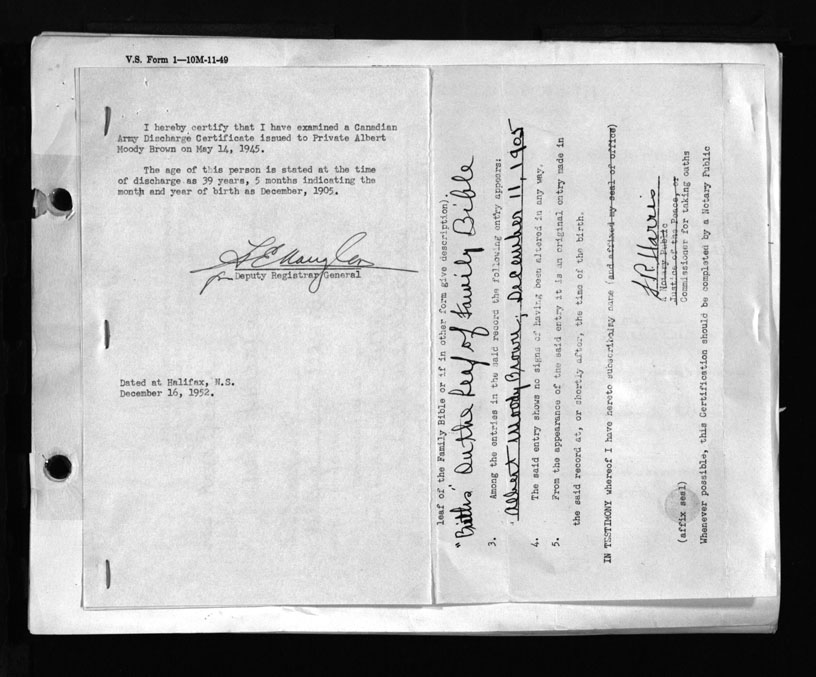 V.S. Form 1—10M-11-49
I hereby certify that I have examined a Canadian
Army Discharge Certificate issued to Private Albert
Moody Brown on May 14, 1945.
The age of this person is stated at the time
of discharge as 39 years, 5 months indicating the
month and year of birth as December, 1905.
for Deputy Registrar General
Dated at Halifax, N.S.
December 16, 1952.
leaf of the Family Bible or if in other form give description).
"Births" On the Leaf of Family Bible
3. Among the entries in the said record the following entry appears:
"Albert Moody Brown, December 11, 1905
4. The said entry shows no signs of having been altered in any way.
5. From the appearance of the said entry it is an original entry made in
the said record at, or shortly after, the time of the birth.
IN TESTIMONY whereof I have hereto subscribed my name (and affixed my seal of office)
Harris
Notary Public
Justice of the Peace,
Commissioner for taking oaths
(affix seal)
Whenever possible, this Certification should be completed by a Notary Public